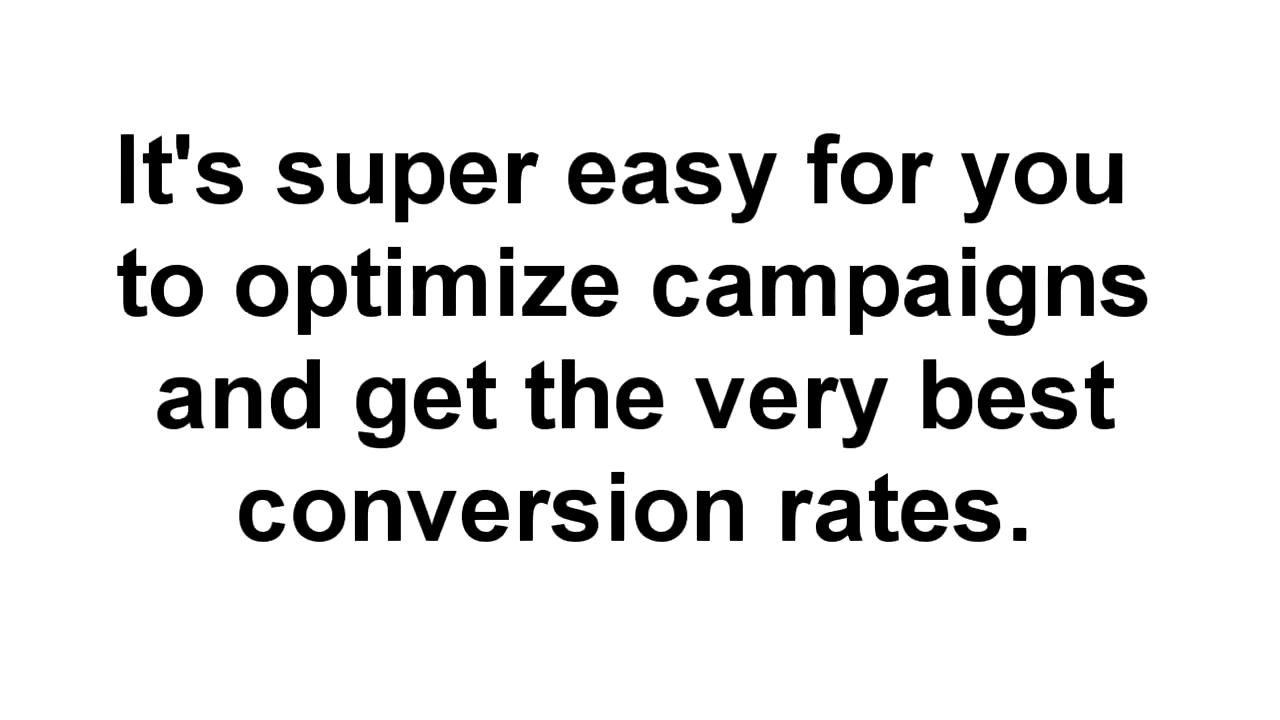 It's super easy for you
to optimize campaigns
and get the very best
conversion rates.